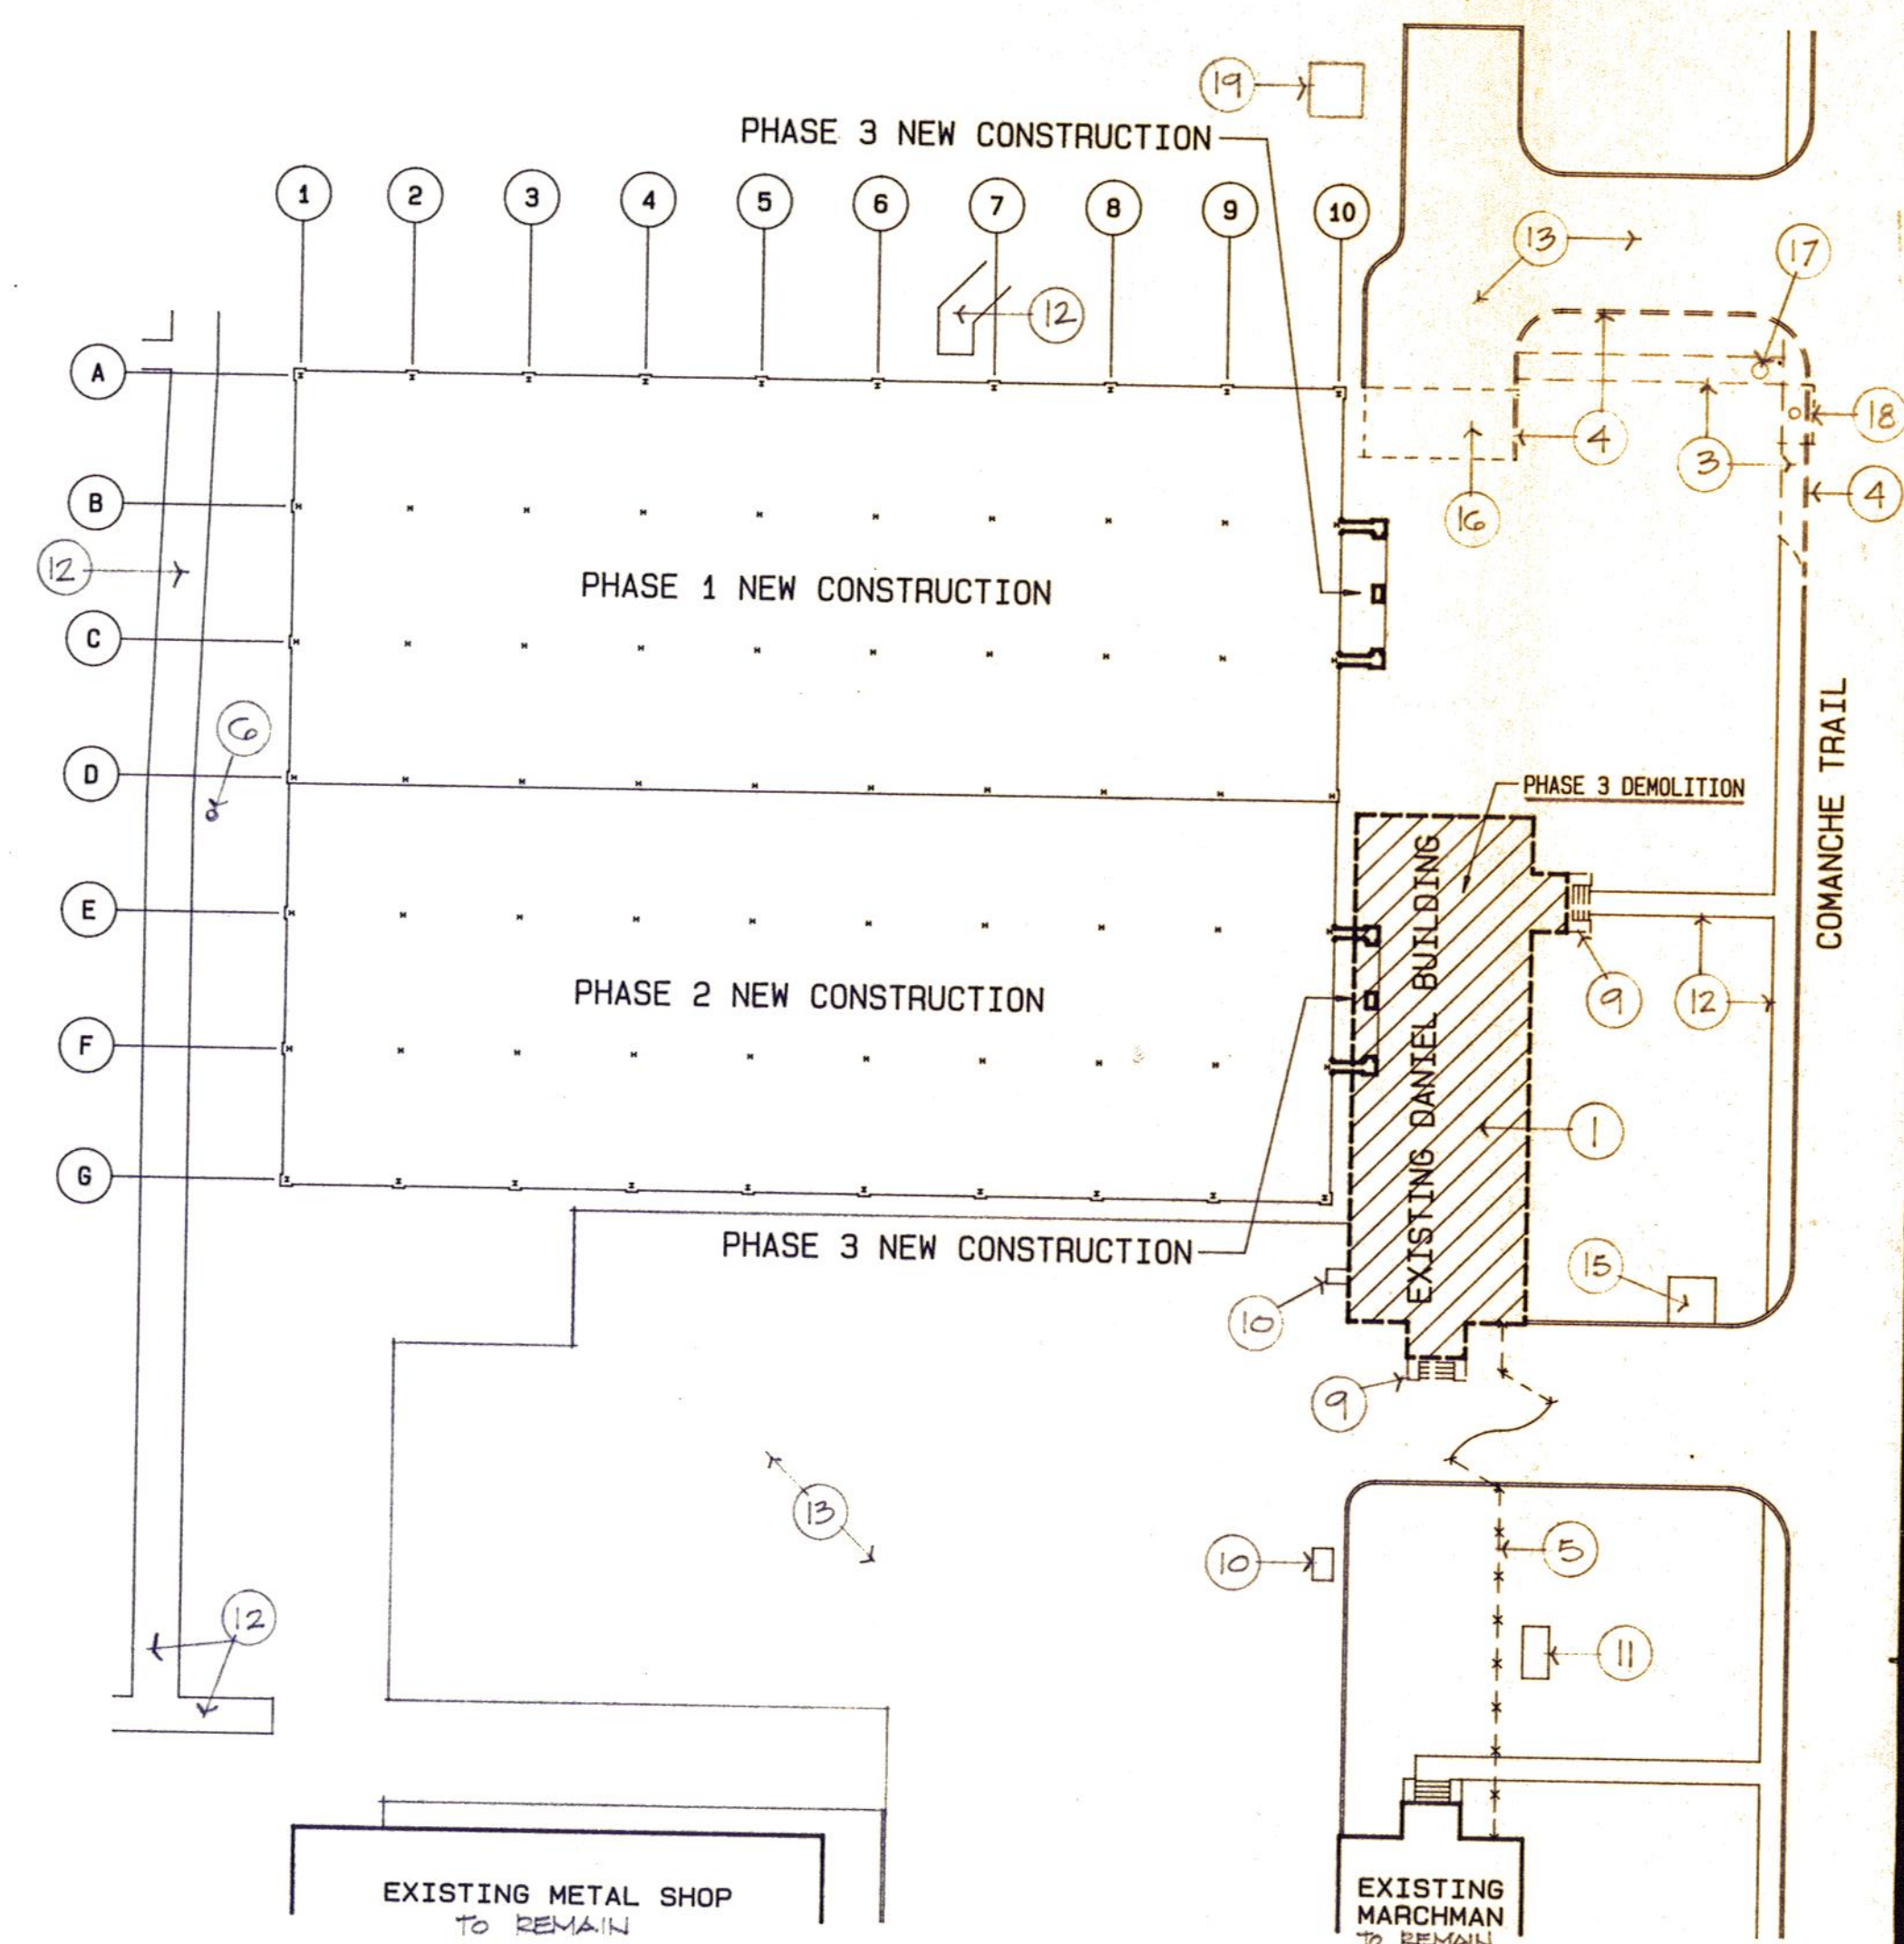 19
PHASE 3 NEW CONSTRUCTION
1 2 3 4 5 6 7 8 9 10
13
17
12
A
4
3
18
4
B
16
12
PHASE 1 NEW CONSTRUCTION
C
6
D
PHASE 3 DEMOLITION
COMANCHE TRAIL
E
EXISTING DANIEL BUILDING
9
12
PHASE 2 NEW CONSTRUCTION
F
1
G
PHASE 3 NEW CONSTRUCTION
15
10
9
13
10
5
12
11
EXISTING METAL SHOP
TO REMAIN
EXISTING
MARCHMAN
TO REMAIN